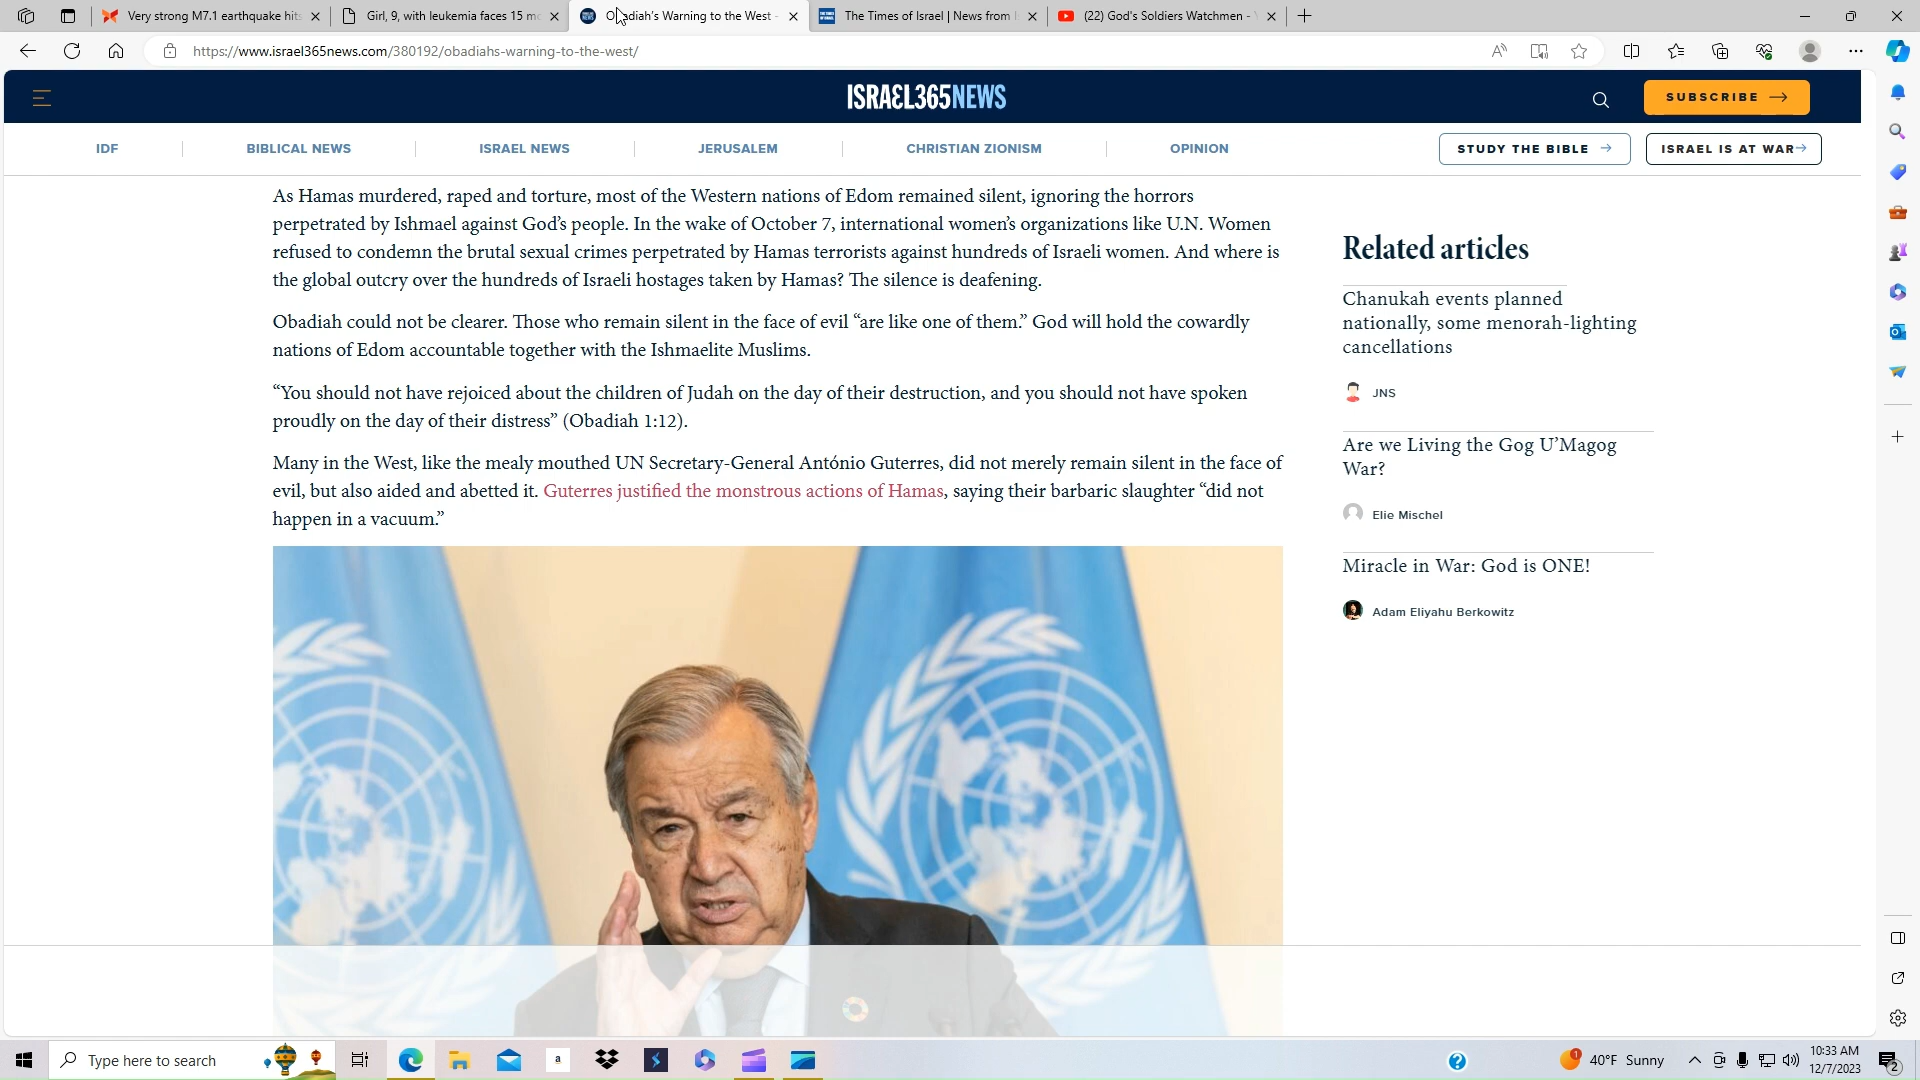 Very strong M7.1 earthquake hits
Girl, 9, with leukemia faces 15 mo
Obadiah's Warning to the West -
The Times of Israel | News from I
(22) God's Soldiers Watchmen - Y
https://www.israel365news.com/380192/obadiahs-warning-to-the-west/
ISRAEL365NEWS
SUBSCRIBE →
IDF
BIBLICAL NEWS
ISRAEL NEWS
JERUSALEM
CHRISTIAN ZIONISM
OPINION
STUDY THE BIBLE →
ISRAEL IS AT WAR→
As Hamas murdered, raped and torture, most of the Western nations of Edom remained silent, ignoring the horrors
perpetrated by Ishmael against God's people. In the wake of October 7, international women's organizations like U.N. Women
refused to condemn the brutal sexual crimes perpetrated by Hamas terrorists against hundreds of Israeli women. And where is
the global outcry over the hundreds of Israeli hostages taken by Hamas? The silence is deafening.
Obadiah could not be clearer. Those who remain silent in the face of evil “are like one of them.” God will hold the cowardly
nations of Edom accountable together with the Ishmaelite Muslims.
“You should not have rejoiced about the children of Judah on the day of their destruction, and you should not have spoken
proudly on the day of their distress” (Obadiah 1:12).
Many in the West, like the mealy mouthed UN Secretary-General António Guterres, did not merely remain silent in the face of
evil, but also aided and abetted it. Guterres justified the monstrous actions of Hamas, saying their barbaric slaughter “did not
happen in a vacuum.”
Related articles
Chanukah events planned
nationally, some menorah-lighting
cancellations
JNS
Are we Living the Gog U'Magog
War?
Elie Mischel
Miracle in War: God is ONE!
Adam Eliyahu Berkowitz
Type here to search
a
1
40°F Sunny
10:33 AM
12/7/2023
2